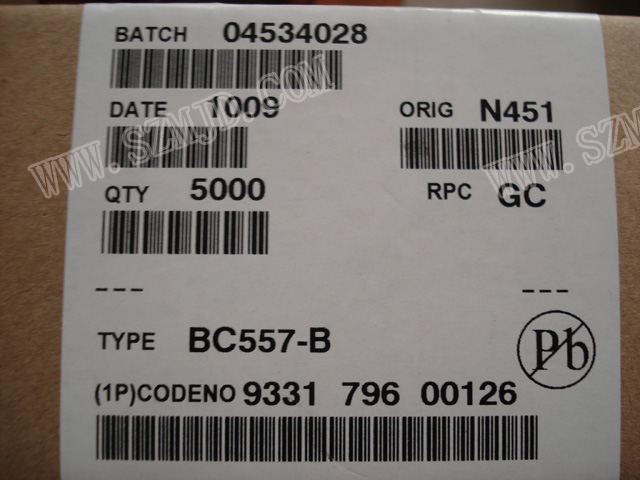 BATCH 04534028
DATE 1009 ORIG N451
QTY 5000 RPC GC
--- ---
TYPE BC557-B Pb
(1P)CODENO 9331 796 00126
WWW.SZMJD.COM
WWW.SZM